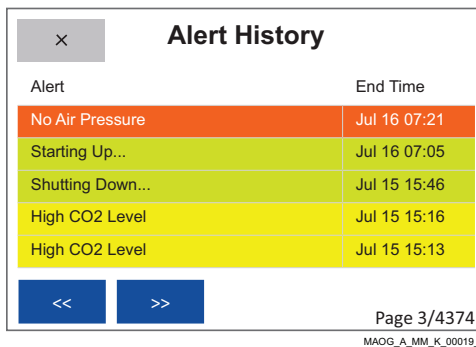 × Alert History
Alert End Time
No Air Pressure Jul 16 07:21
Starting Up... Jul 16 07:05
Shutting Down... Jul 15 15:46
High CO2 Level Jul 15 15:16
High CO2 Level Jul 15 15:13
<< >> Page 3/4374
MAOG_A_MM_K_00019